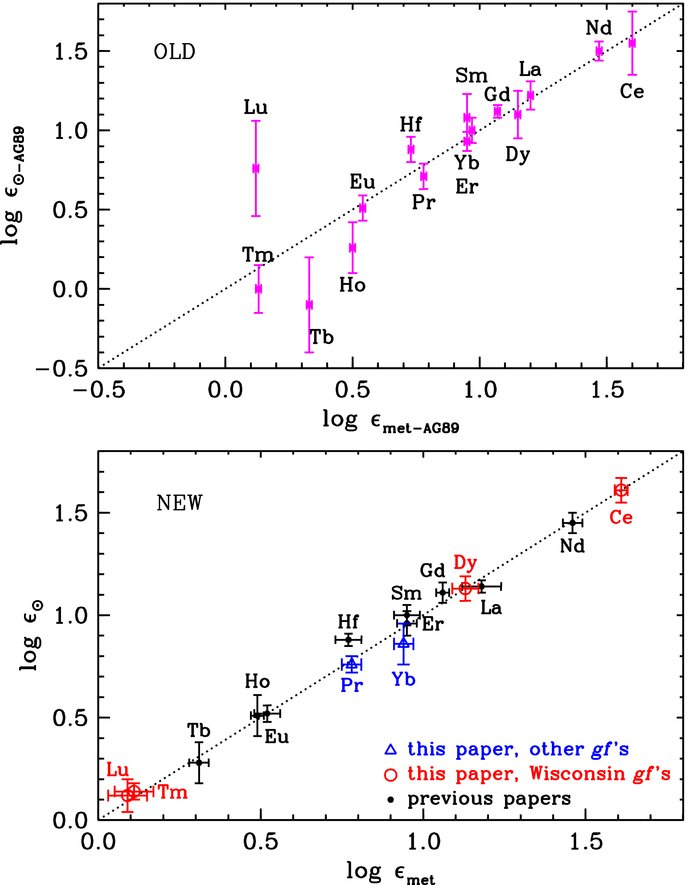 OLD
Nd
1.5
Sm
La
Ce
Gd
Lu
Hf
1.0
Yb
Dy
Er
Eu
Pr
0.5
Tm
Ho
0.0
Tb
−0.5
−0.5 0.0 0.5 1.0 1.5
log ϵ⊙−AG89
log ϵmet−AG89
NEW
1.5
Ce
Nd
Dy
Gd
Sm
La
1.0
Hf
Er
Pr
Yb
Ho
0.5
Eu
Tb
Lu
Tm
this paper, other gf's
this paper, Wisconsin gf's
previous papers
0.0
0.0 0.5 1.0 1.5
log ϵ⊙
log ϵmet